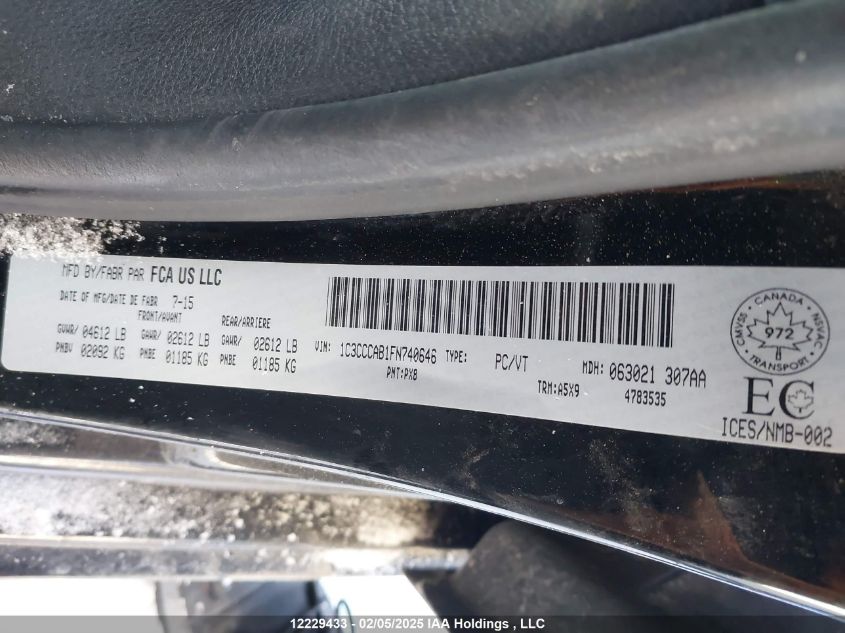 MFD BY/FABR PAR FCA US LLC
DATE OF MFG/DATE DE FABR 7-15
FRONT/AVANT REAR/ARRIERE
GVWR/ 04612 LB GAWR/ 02612 LB GAWR/ 02612 LB
PNBV 02092 KG PNBE 01185 KG PNBE 01185 KG
VIN: 1C3CCCAB1FN740646 TYPE: PC/VT MDH: 063021 307AA
PNT:PX8 TRM:A5X9 4783535
CANADA
CMVSS 972 NSVAC
TRANSPORT
EC
ICES/NMB-002
12229433 - 02/05/2025 IAA Holdings , LLC